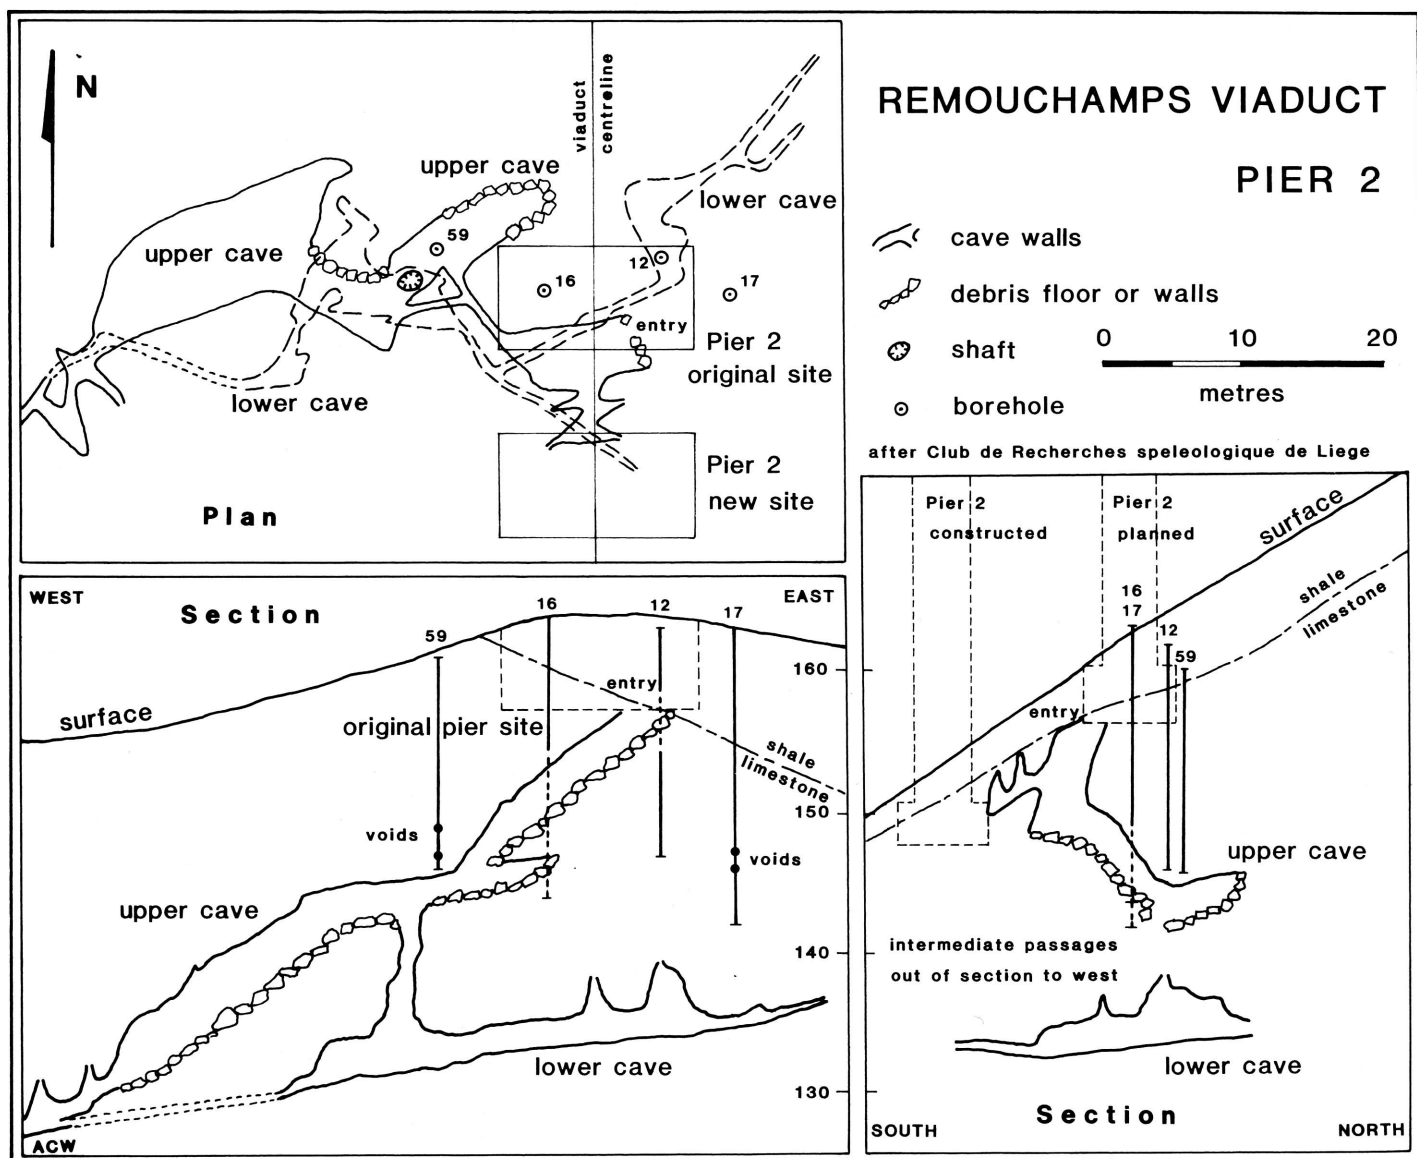 REMOUCHAMPS VIADUCT
PIER 2
cave walls
debris floor or walls
shaft
borehole
0 10 20
metres
after Club de Recherches speleologique de Liege
N
viaduct
centreline
upper cave
lower cave
upper cave
59
12
16
17
entry
Pier 2
original site
lower cave
Pier 2
new site
Plan
WEST
Section
EAST
59
16
12
17
surface
entry
original pier site
shale
limestone
voids
voids
upper cave
lower cave
ACW
160
150
140
130
Pier 2
constructed
Pier 2
planned
surface
shale
limestone
16
17
12
59
entry
upper cave
intermediate passages
out of section to west
lower cave
Section
SOUTH
NORTH